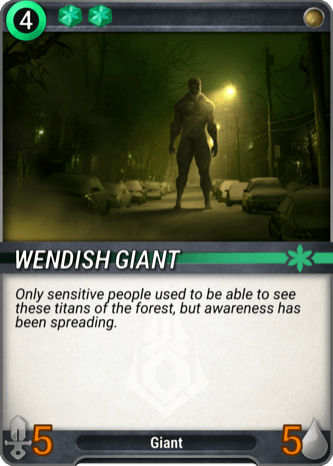 4
WENDISH GIANT
Only sensitive people used to be able to see
these titans of the forest, but awareness has
been spreading.
5
Giant
5